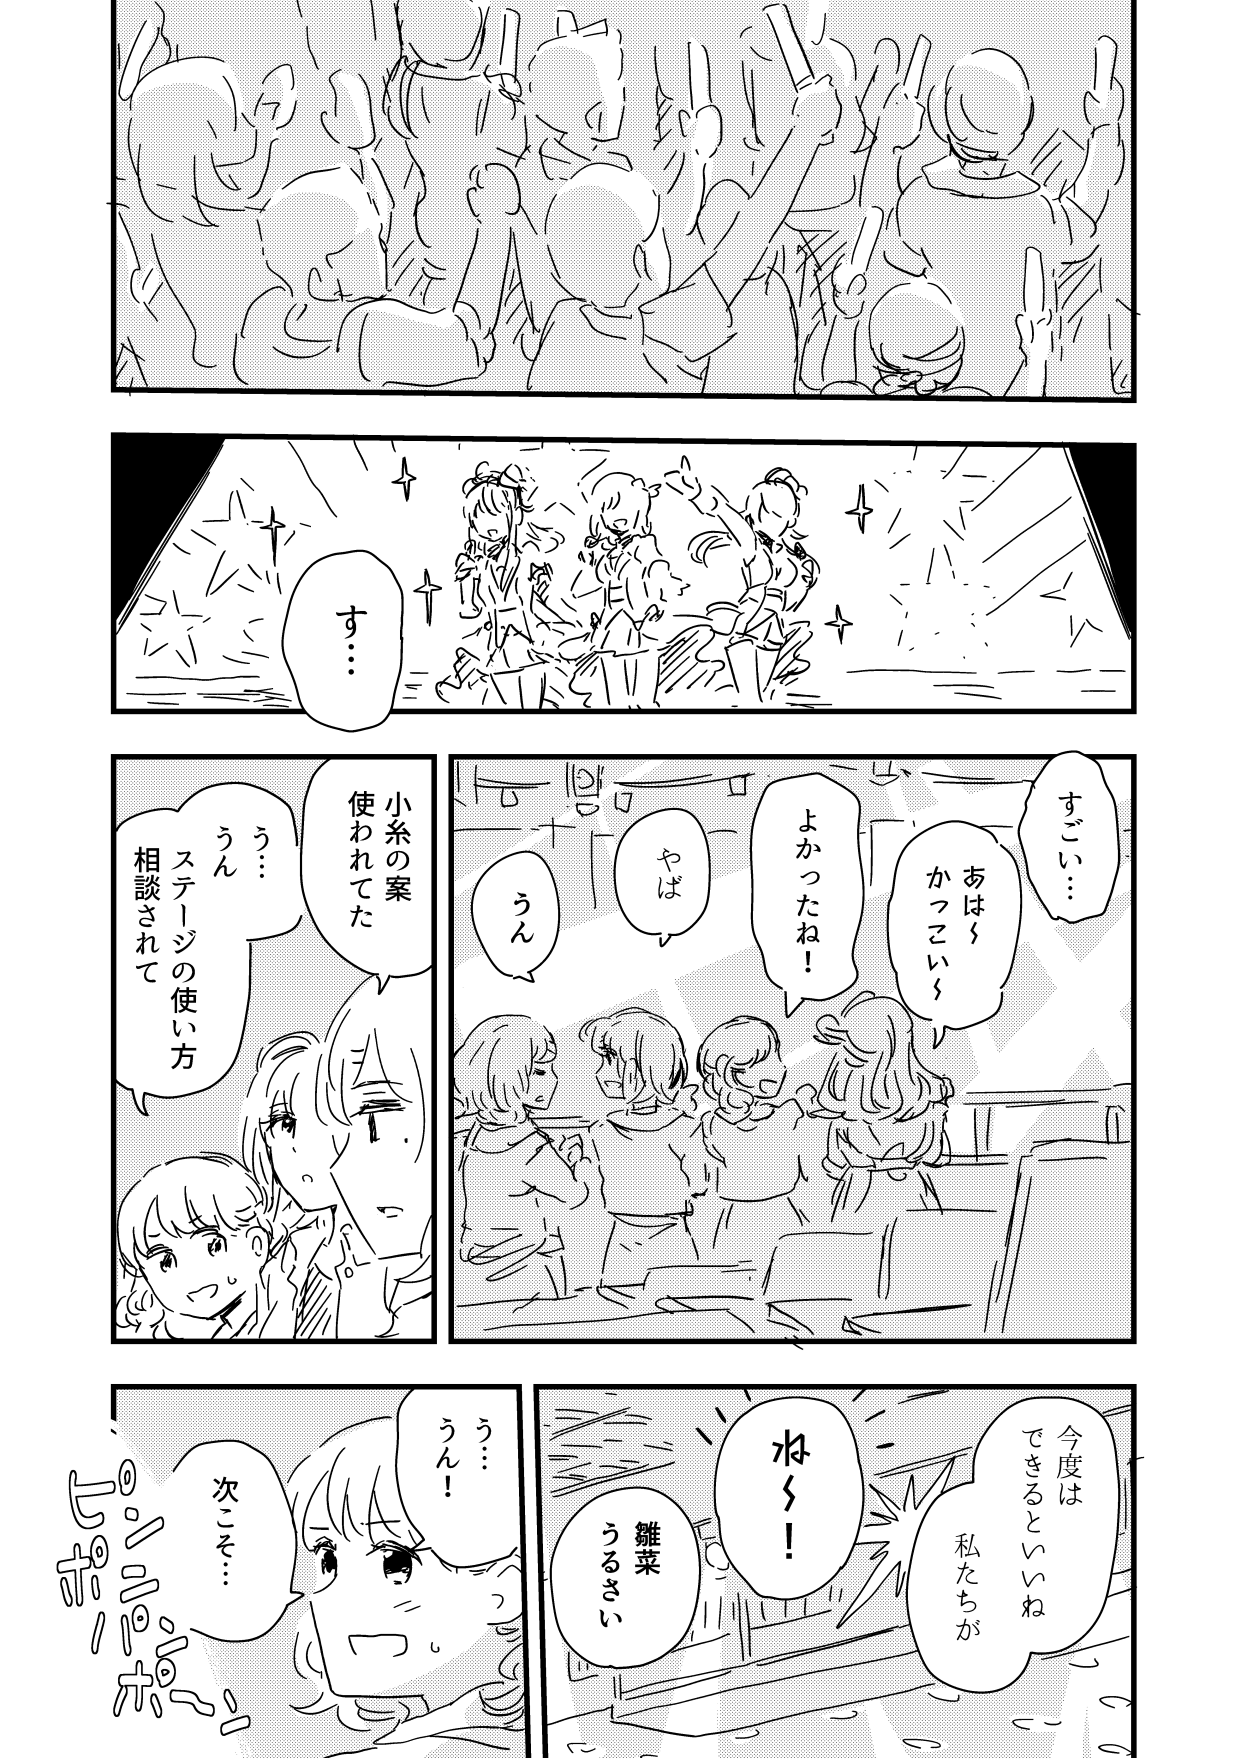 す…
すごい…
あは〜
かっこい〜
よかったね！
やば
うん
小糸の案
使われてた
う…
うん
ステージの使い方
相談されて
今度は
できるといいね
私たちが
ね〜！
雛菜
うるさい
う…
うん！
次こそ…
ピンポーン
ピンポーン